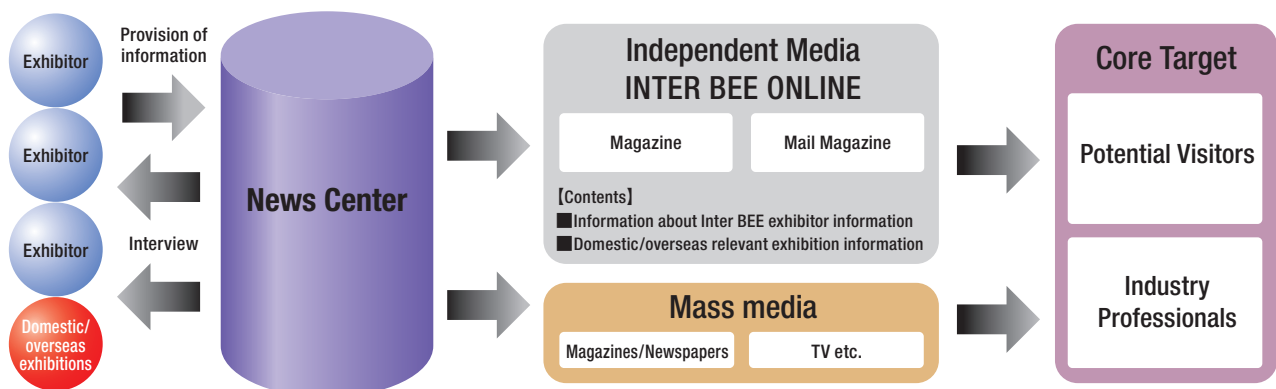 Exhibitor
Exhibitor
Exhibitor
Domestic/
overseas
exhibitions
Provision of
information
Interview
News Center
Independent Media
INTER BEE ONLINE
Magazine
Mail Magazine
【Contents】
■Information about Inter BEE exhibitor information
■Domestic/overseas relevant exhibition information
Mass media
Magazines/Newspapers
TV etc.
Core Target
Potential Visitors
Industry
Professionals